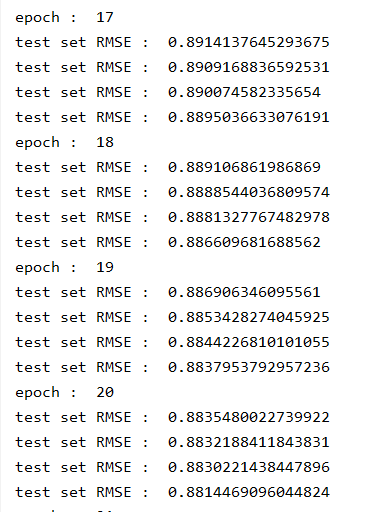 epoch :  17
test set RMSE :  0.8914137645293675
test set RMSE :  0.8909168836592531
test set RMSE :  0.890074582335654
test set RMSE :  0.8895036633076191
epoch :  18
test set RMSE :  0.889106861986869
test set RMSE :  0.8888544036809574
test set RMSE :  0.8881327767482978
test set RMSE :  0.886609681688562
epoch :  19
test set RMSE :  0.886906346095561
test set RMSE :  0.8853428274045925
test set RMSE :  0.8844226810101055
test set RMSE :  0.8837953792957236
epoch :  20
test set RMSE :  0.8835480022739922
test set RMSE :  0.8832188411843831
test set RMSE :  0.8830221438447896
test set RMSE :  0.8814469096044824